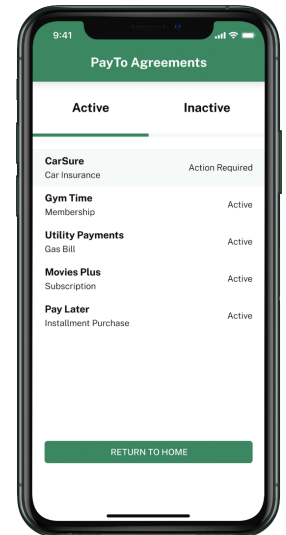 9:41
PayTo Agreements
Active Inactive
CarSure
Car Insurance
Action Required
Gym Time
Membership
Active
Utility Payments
Gas Bill
Active
Movies Plus
Subscription
Active
Pay Later
Installment Purchase
Active
RETURN TO HOME